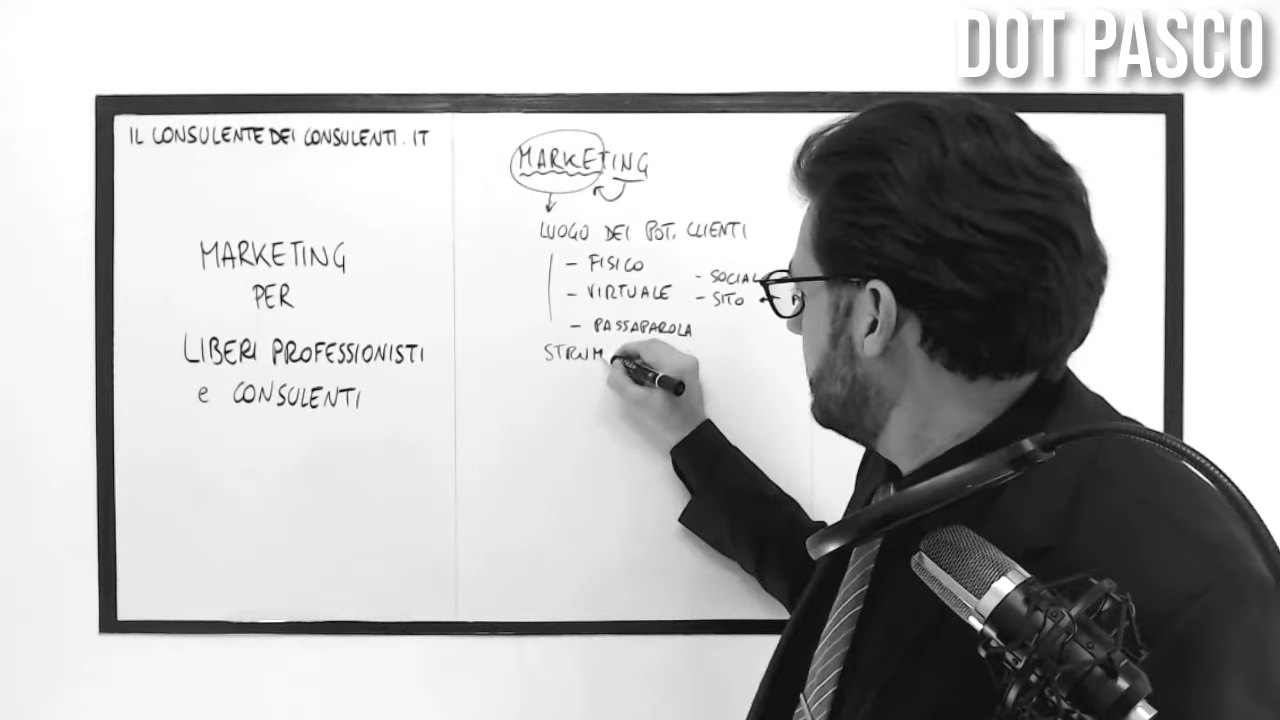 DOT PASCO
IL CONSULENTE DEI CONSULENTI.IT
MARKETING
PER
LIBERI PROFESSIONISTI
e CONSULENTI
MARKETING
LUOGO DEI POT. CLIENTI
- FISICO
- VIRTUALE
- PASSAPAROLA
- SOCIAL
- SITO
STRUM